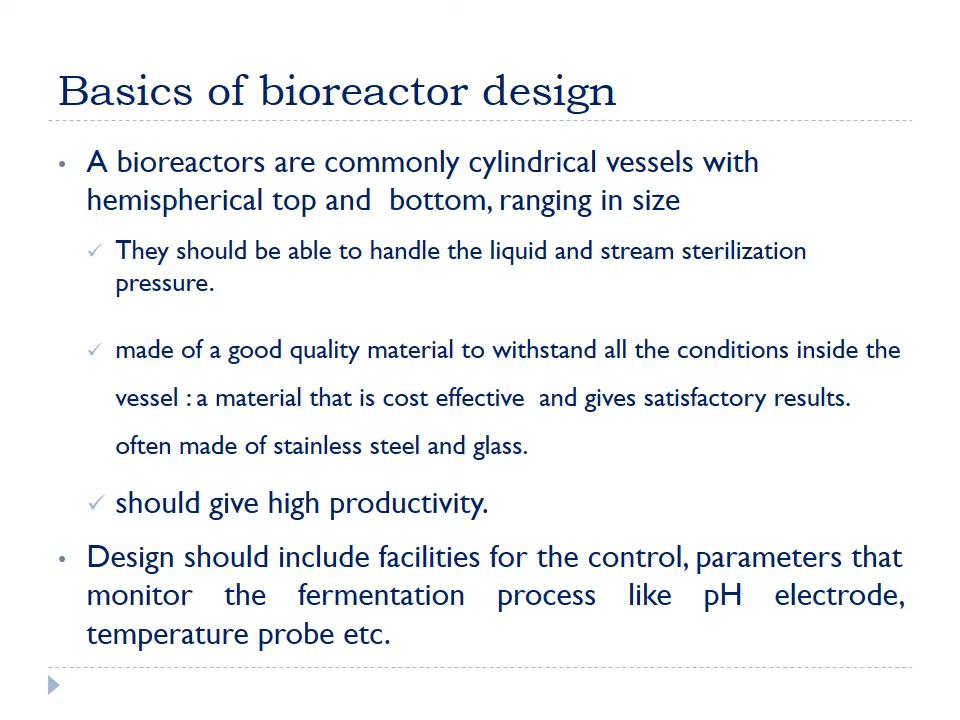 Basics of bioreactor design
• A bioreactors are commonly cylindrical vessels with
hemispherical top and bottom, ranging in size
✓ They should be able to handle the liquid and stream sterilization
pressure.
✓ made of a good quality material to withstand all the conditions inside the
vessel : a material that is cost effective and gives satisfactory results.
often made of stainless steel and glass.
✓ should give high productivity.
• Design should include facilities for the control, parameters that
monitor the fermentation process like pH electrode,
temperature probe etc.